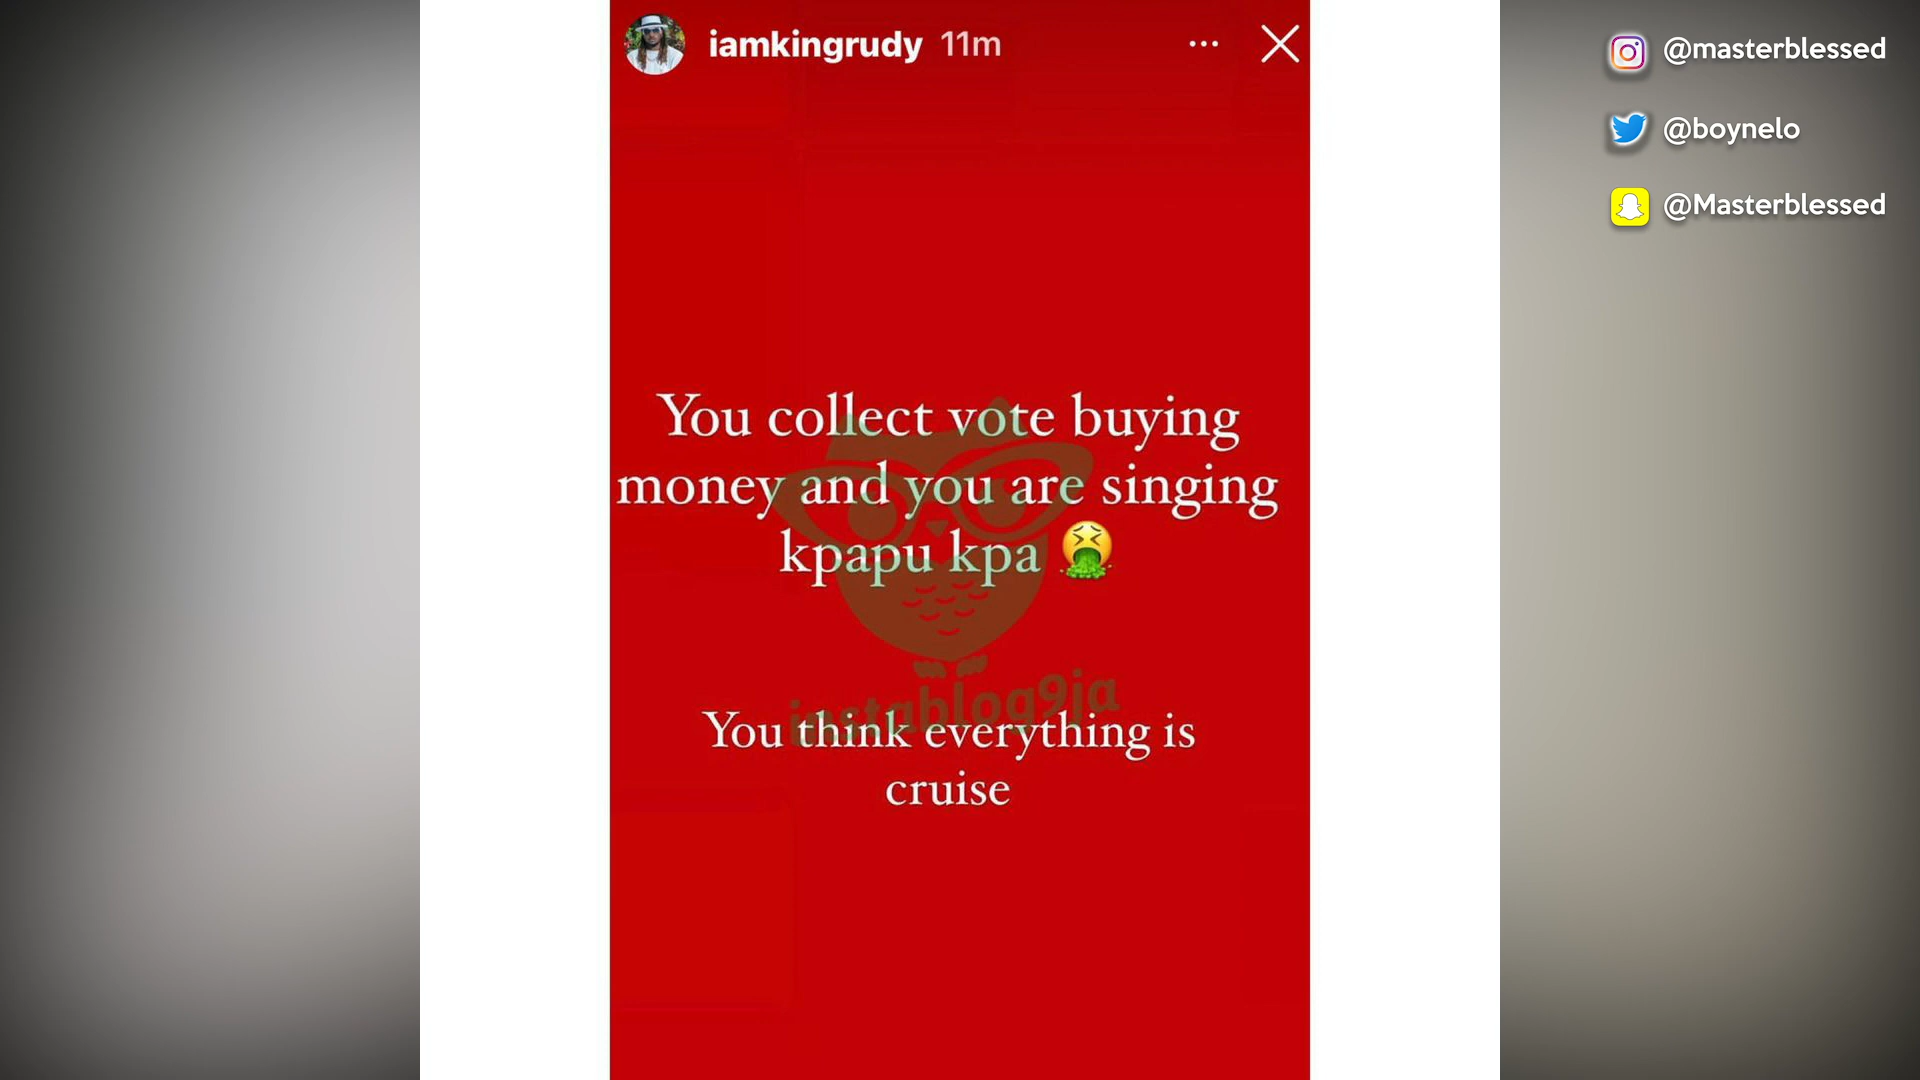 iamkingrudy 11m
@masterblessed
@boynelo
@Masterblessed
You collect vote buying
money and you are singing
kpapu kpa 🤮
instablog9ja
You think everything is
cruise